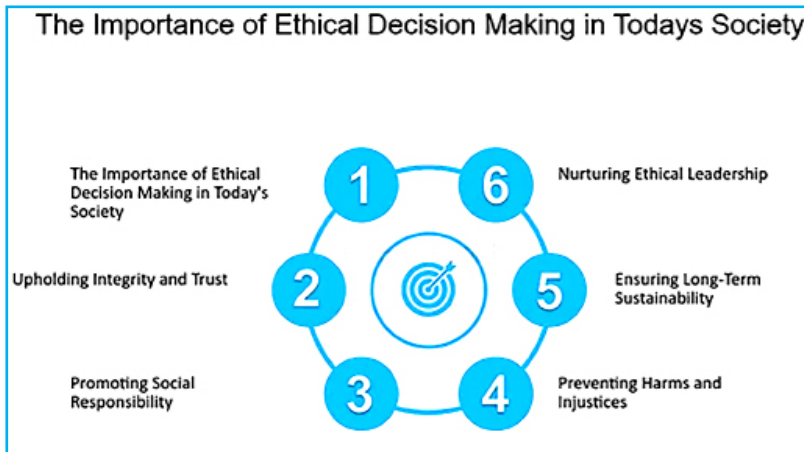 The Importance of Ethical Decision Making in Todays Society
1
The Importance of Ethical
Decision Making in Today's
Society
2
Upholding Integrity and Trust
3
Promoting Social
Responsibility
4
Preventing Harms and
Injustices
5
Ensuring Long-Term
Sustainability
6
Nurturing Ethical Leadership